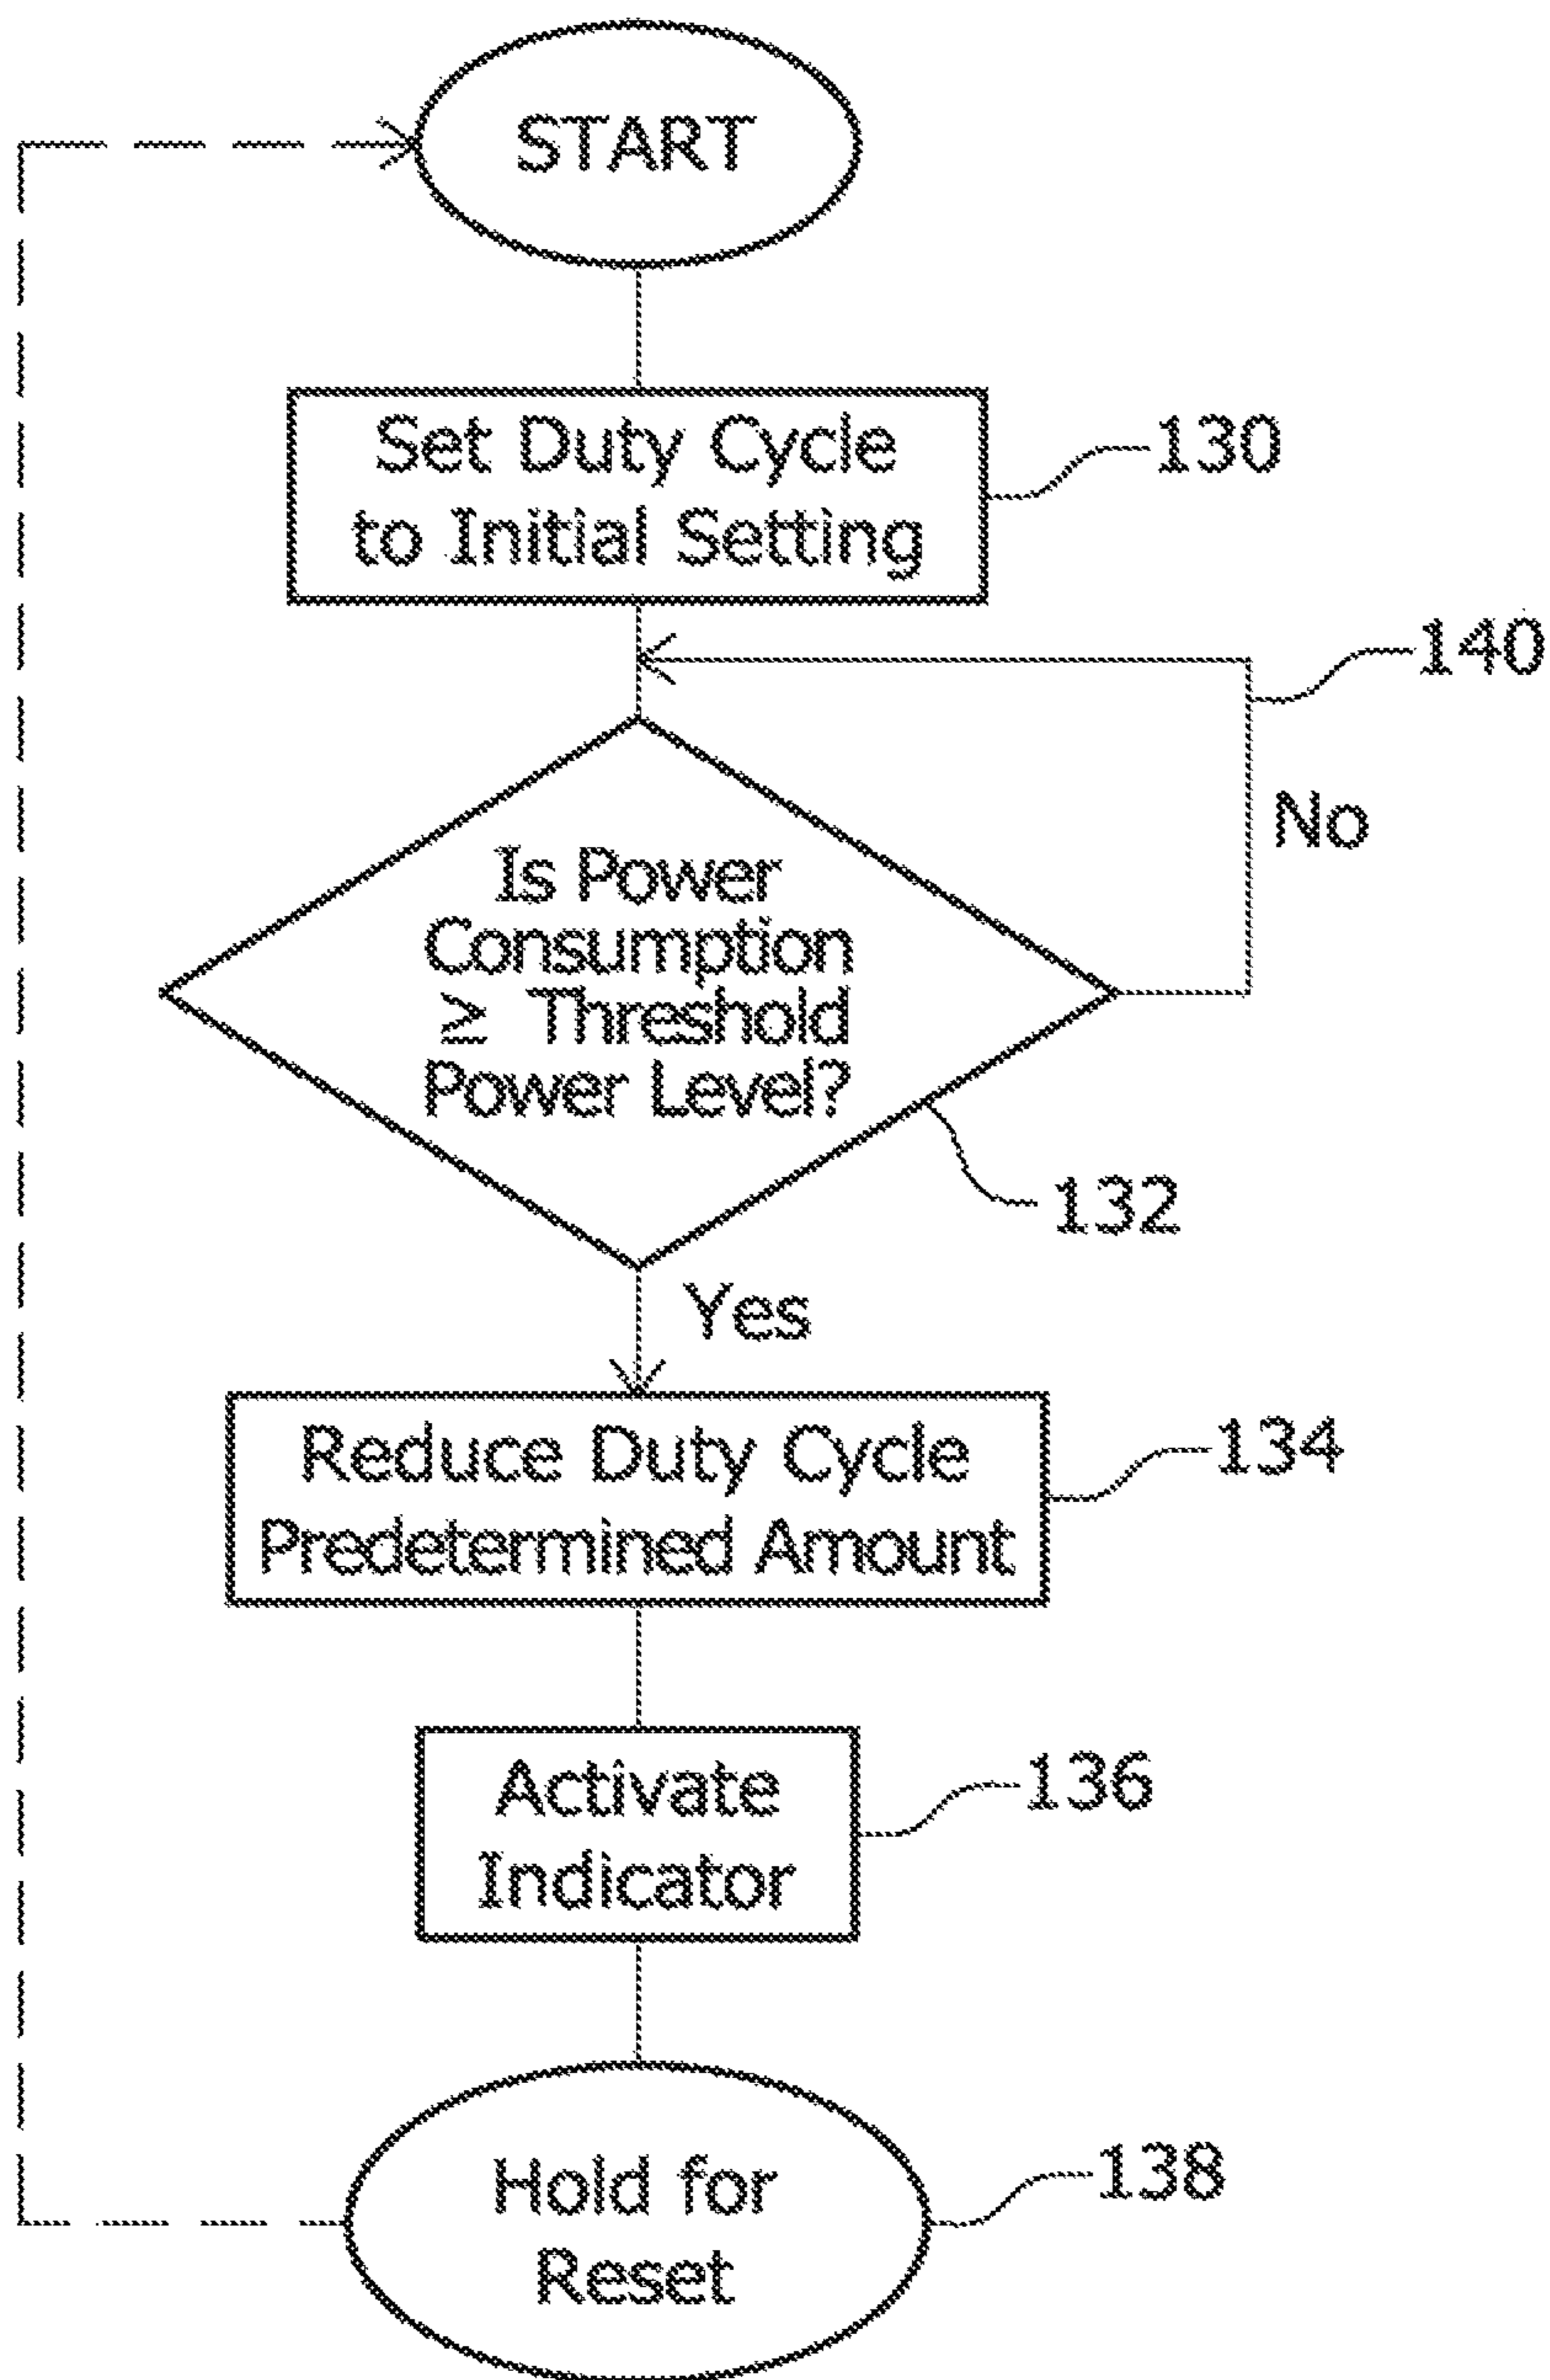 START
Set Duty Cycle
to Initial Setting
130
140
No
Is Power
Consumption
≥ Threshold
Power Level?
132
Yes
Reduce Duty Cycle
Predetermined Amount
134
Activate
Indicator
136
Hold for
Reset
138